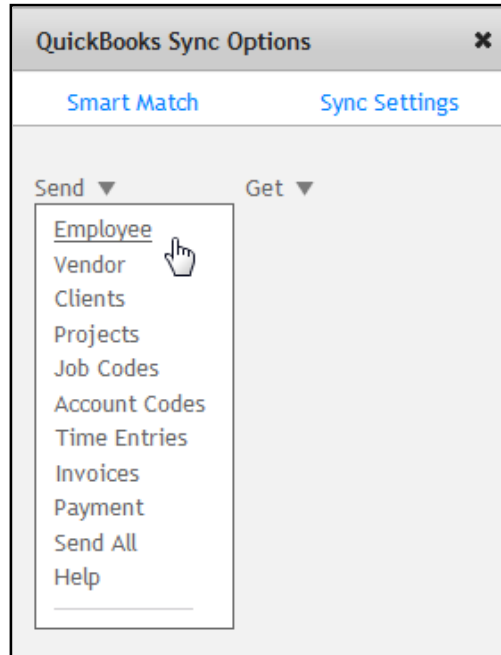 QuickBooks Sync Options ✖
Smart Match Sync Settings
Send ▼ Get ▼
Employee
Vendor
Clients
Projects
Job Codes
Account Codes
Time Entries
Invoices
Payment
Send All
Help